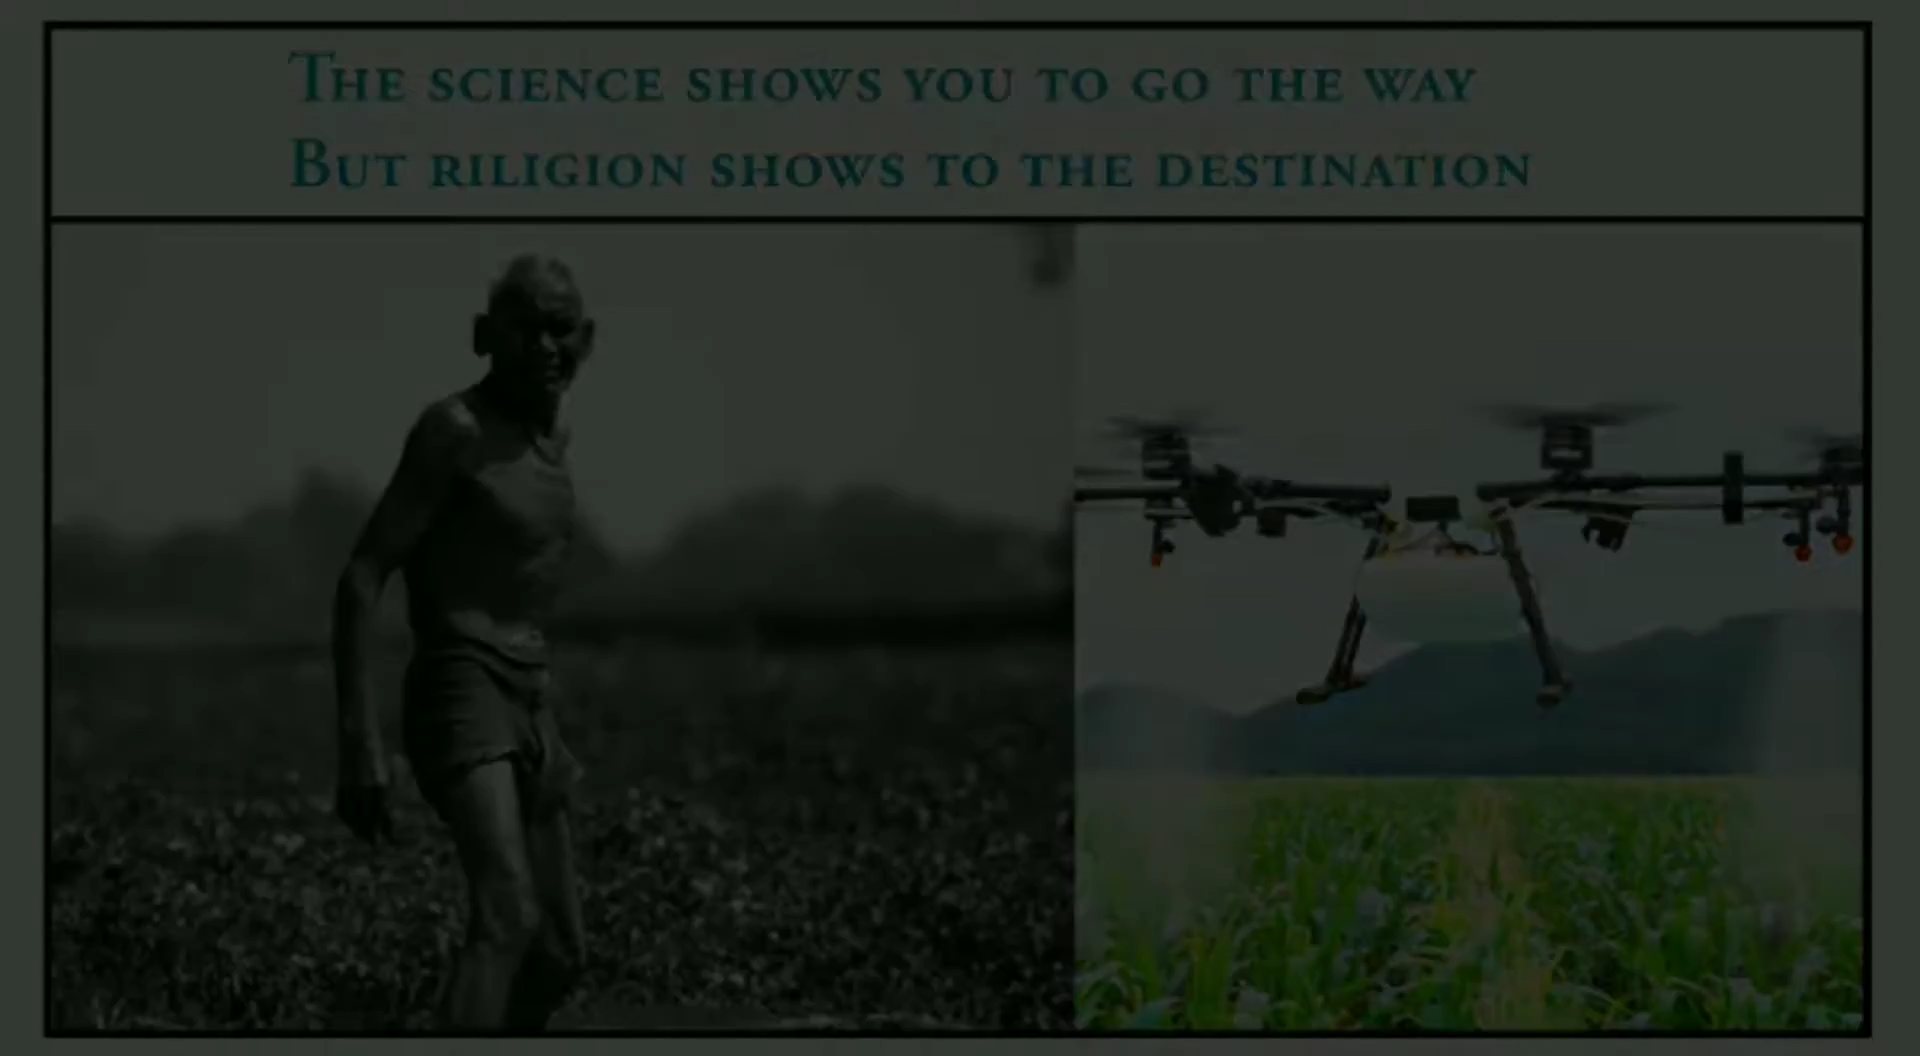 The science shows you to go the way
But riligion shows to the destination